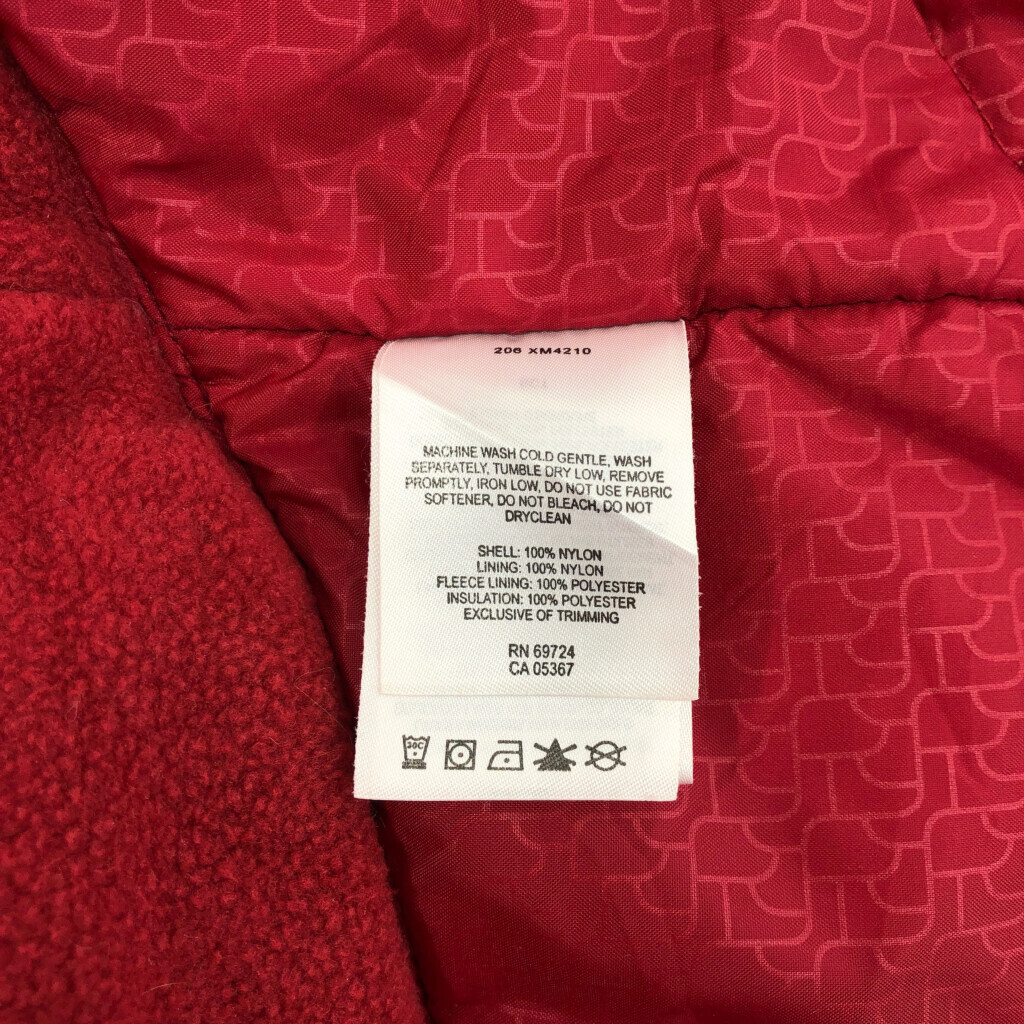 206 XM4210
MACHINE WASH COLD GENTLE, WASH
SEPARATELY, TUMBLE DRY LOW, REMOVE
PROMPTLY, IRON LOW, DO NOT USE FABRIC
SOFTENER, DO NOT BLEACH, DO NOT
DRYCLEAN
SHELL: 100% NYLON
LINING: 100% NYLON
FLEECE LINING: 100% POLYESTER
INSULATION: 100% POLYESTER
EXCLUSIVE OF TRIMMING
RN 69724
CA 05367
30C